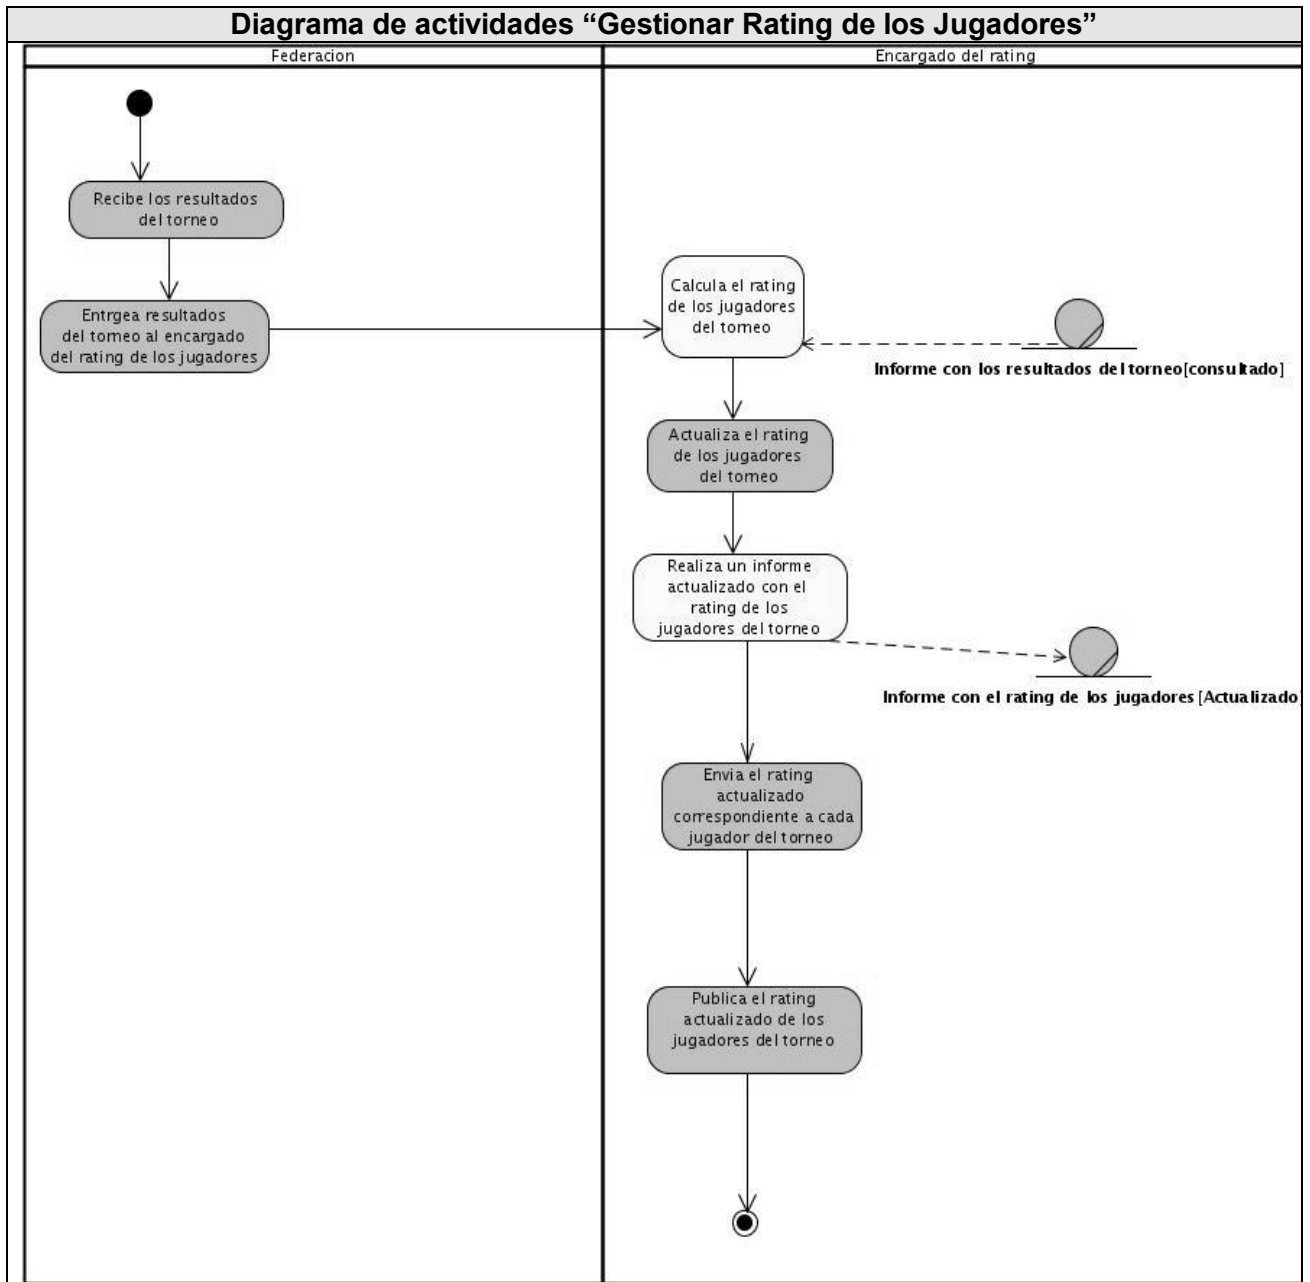 Diagrama de actividades “Gestionar Rating de los Jugadores”
Federacion
Encargado del rating
Recibe los resultados
del torneo
Entrgea resultados
del torneo al encargado
del rating de los jugadores
Calcula el rating
de los jugadores
del torneo
Informe con los resultados del torneo[consultado]
Actualiza el rating
de los jugadores
del torneo
Realiza un informe
actualizado con el
rating de los
jugadores del torneo
Informe con el rating de los jugadores [Actualizado]
Envia el rating
actualizado
correspondiente a cada
jugador del torneo
Publica el rating
actualizado de los
jugadores del torneo